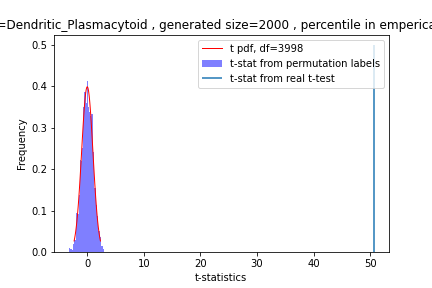 =Dendritic_Plasmacytoid , generated size=2000 , percentile in emperica
t pdf, df=3998
t-stat from permutation labels
t-stat from real t-test
0.5
0.4
0.3
0.2
0.1
0.0
Frequency
0 10 20 30 40 50
t-statistics